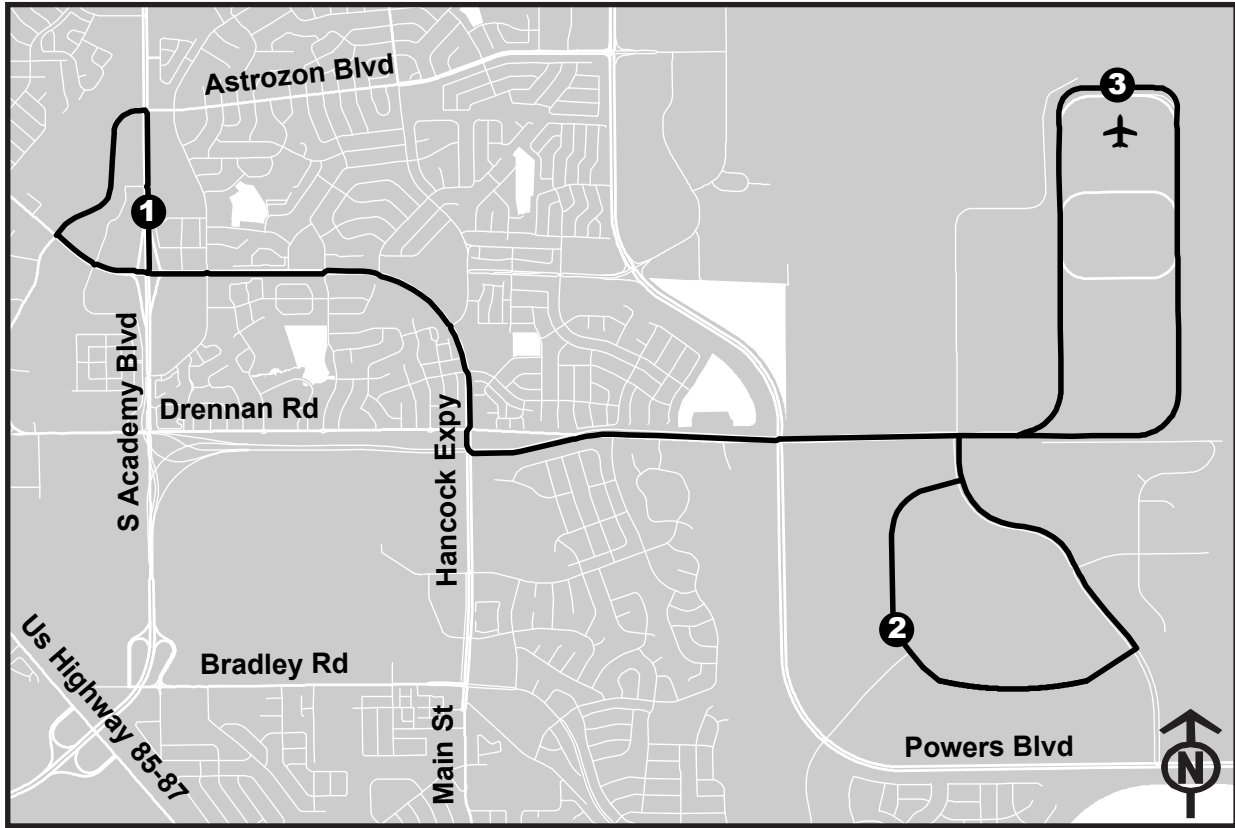 Astrozon Blvd
3
1
S Academy Blvd
Drennan Rd
Hancock Expy
2
Us Highway 85-87
Bradley Rd
Main St
Powers Blvd
N